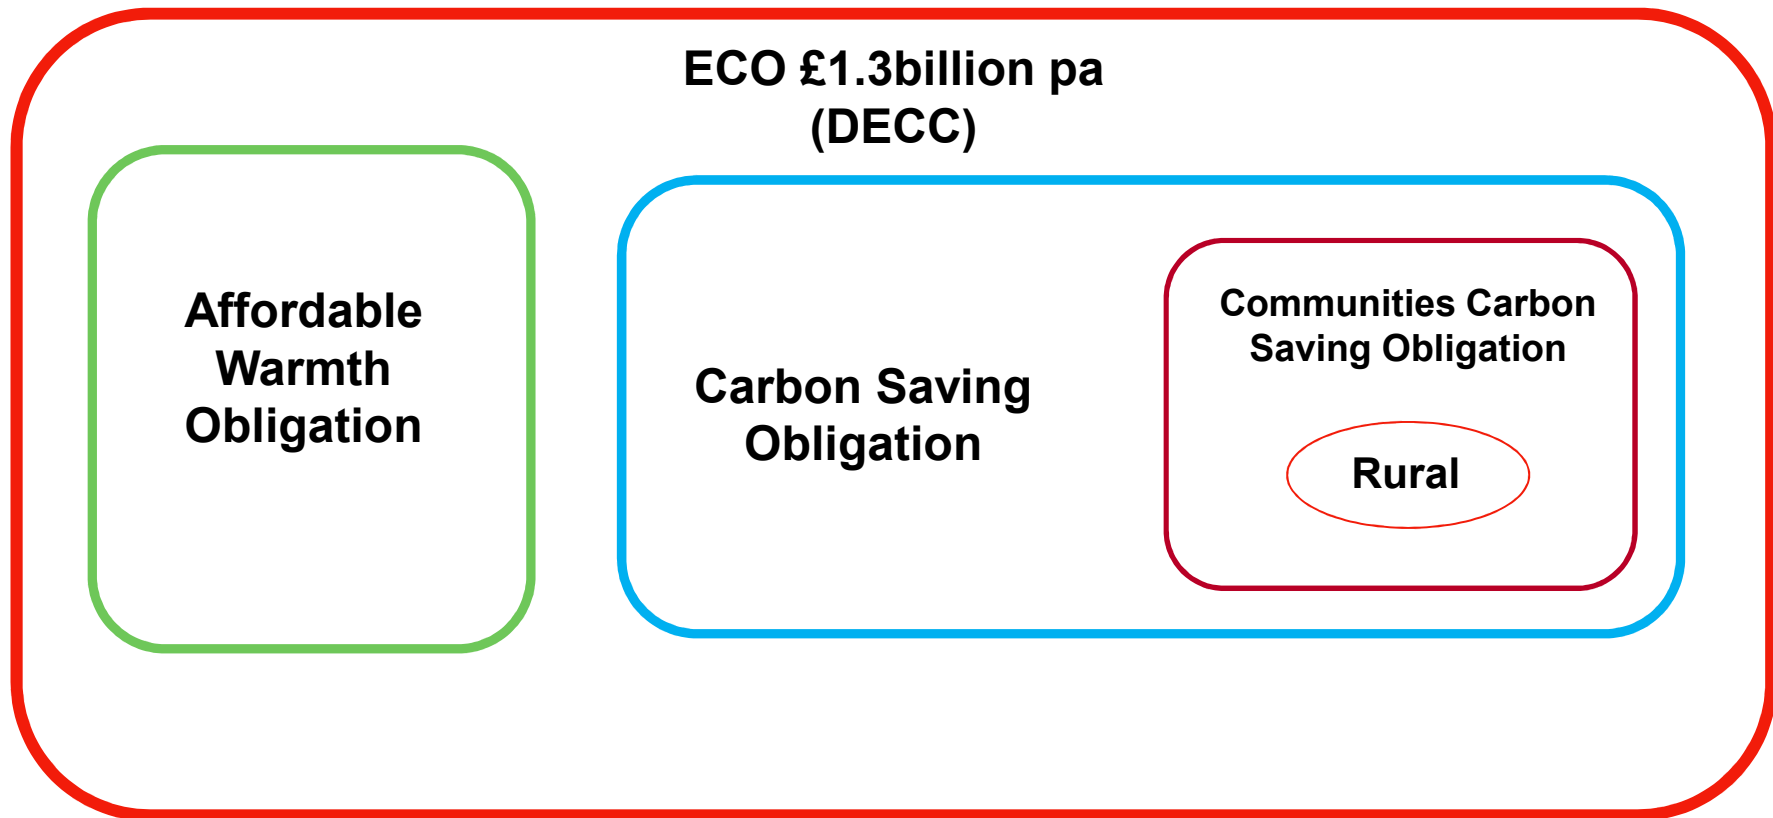 ECO £1.3billion pa
(DECC)
Affordable
Warmth
Obligation
Carbon Saving
Obligation
Communities Carbon
Saving Obligation
Rural